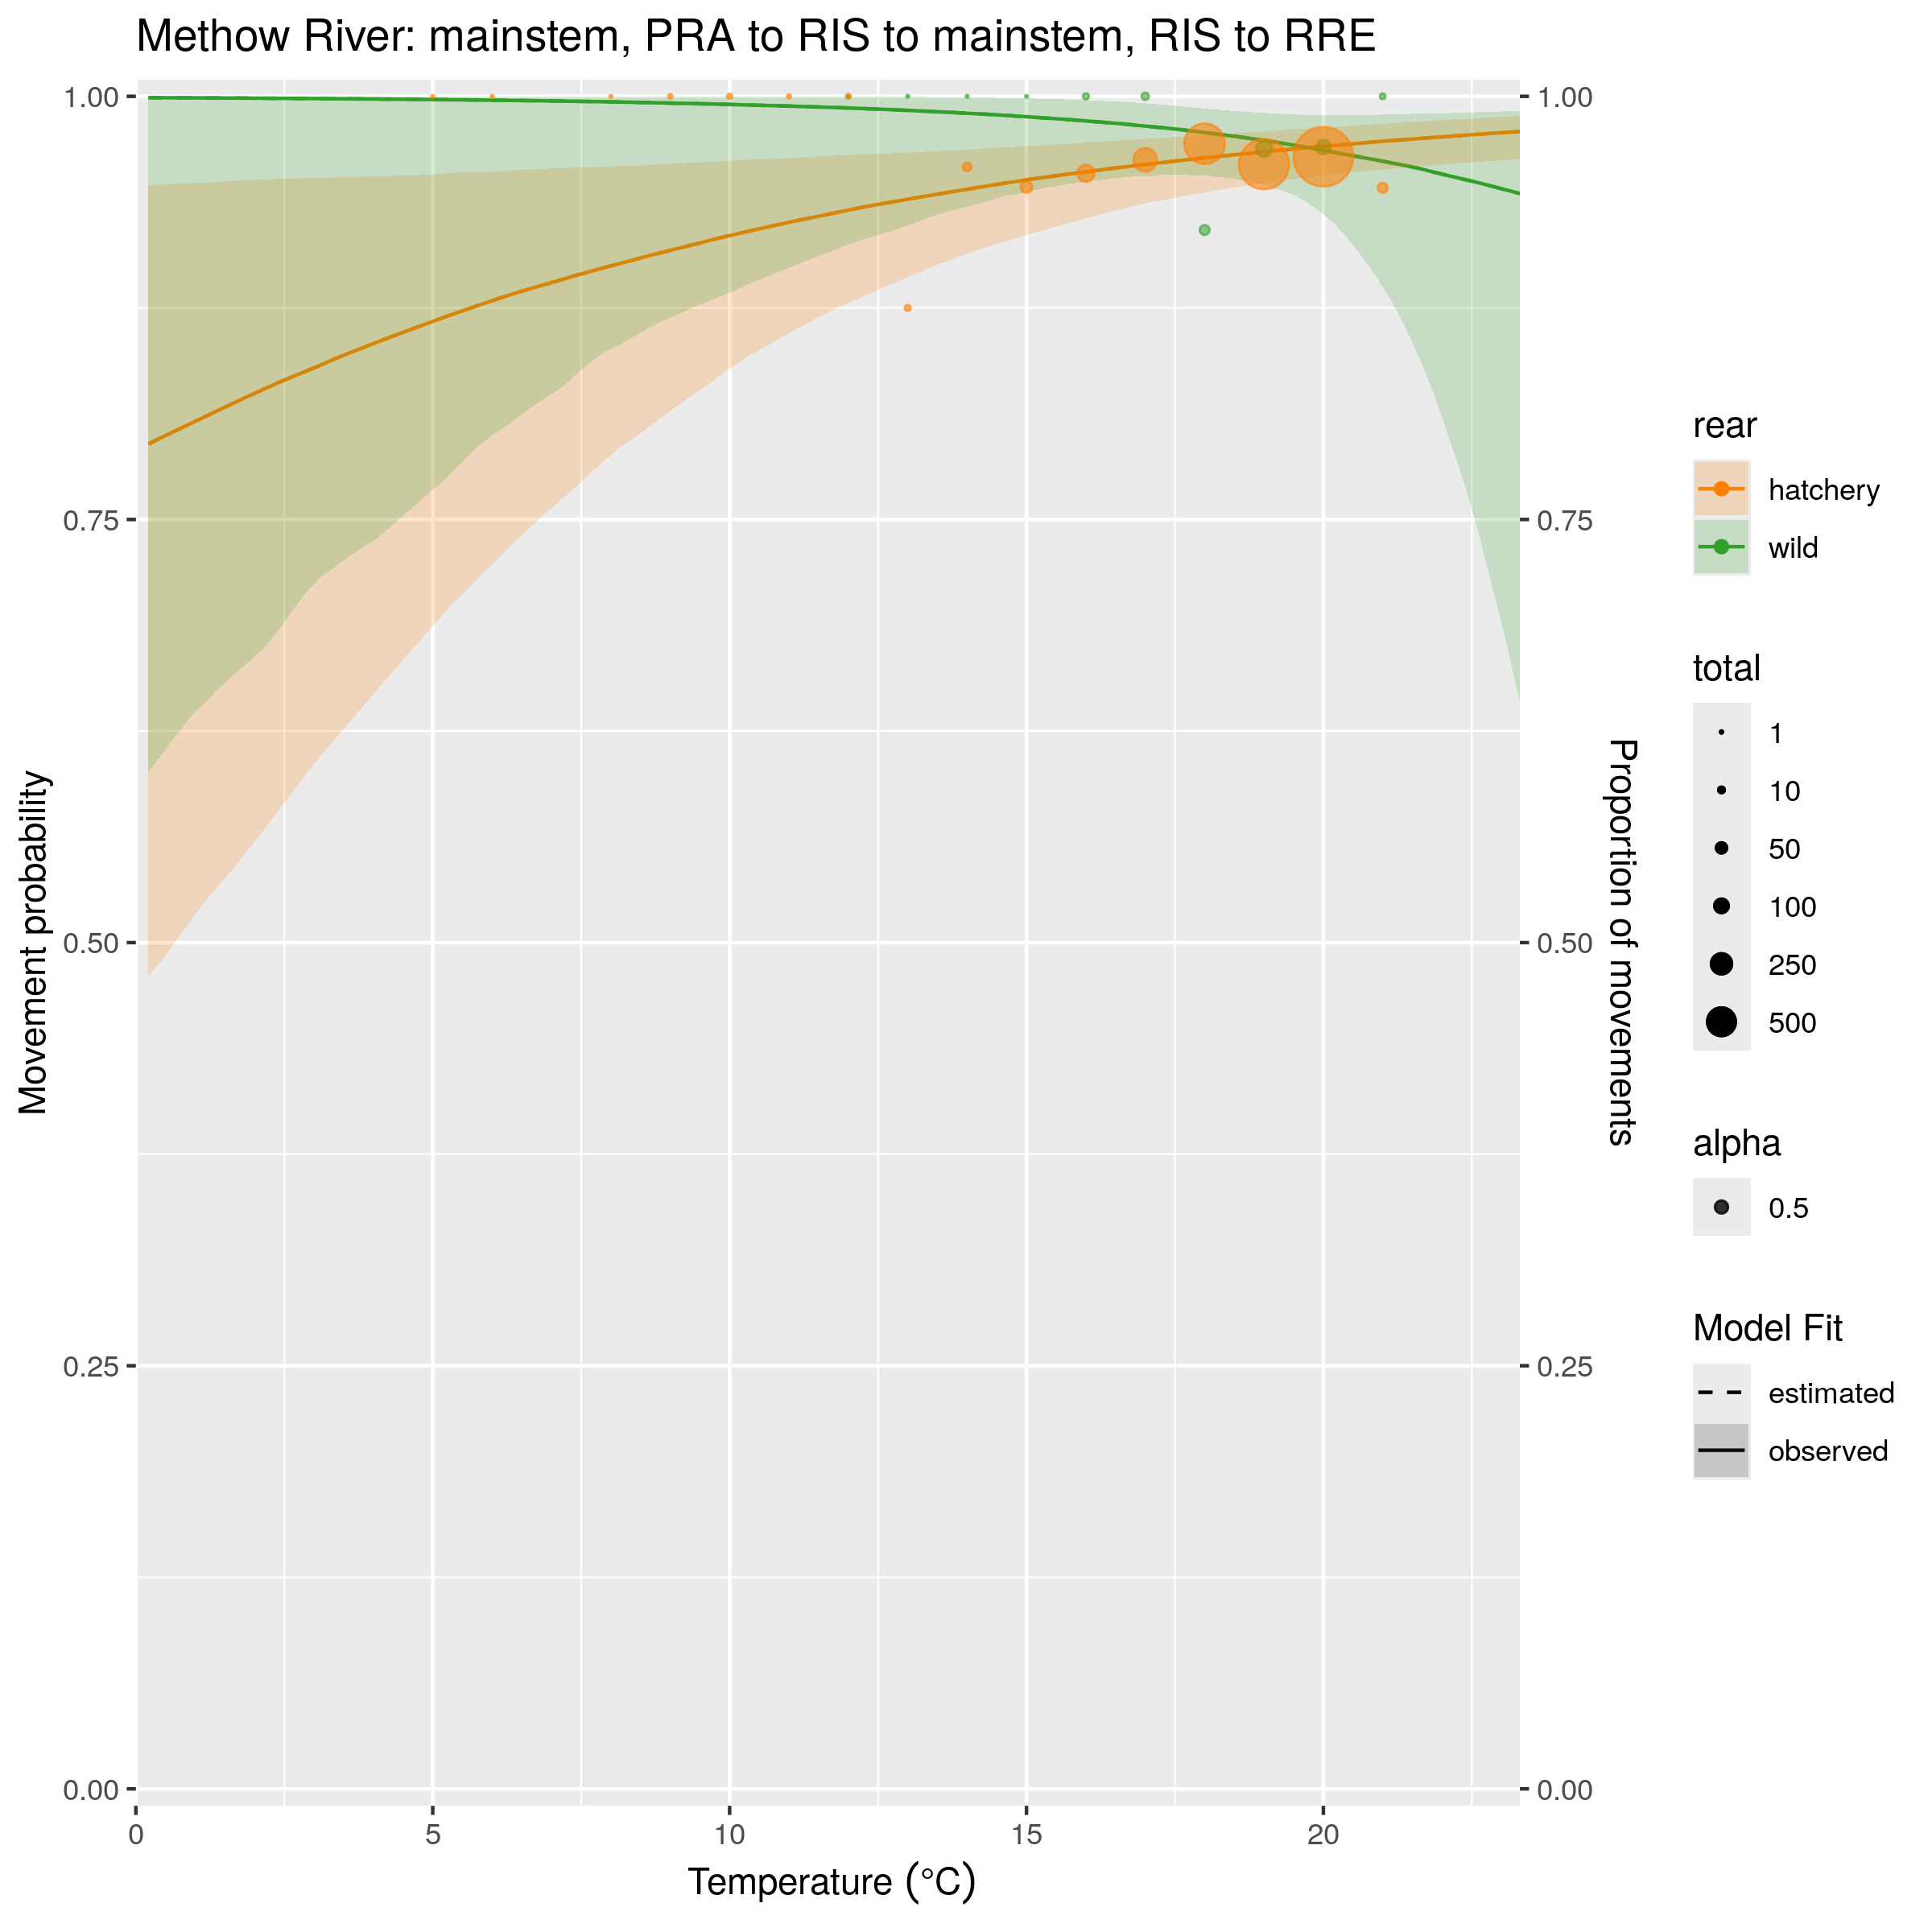 Methow River: mainstem, PRA to RIS to mainstem, RIS to RRE
Movement probability
1.00
0.75
0.50
0.25
0.00
0
5
10
15
20
Temperature (°C)
1.00
0.75
0.50
0.25
0.00
Proportion of movements
rear
hatchery
wild
total
1
10
50
100
250
500
alpha
0.5
Model Fit
estimated
observed